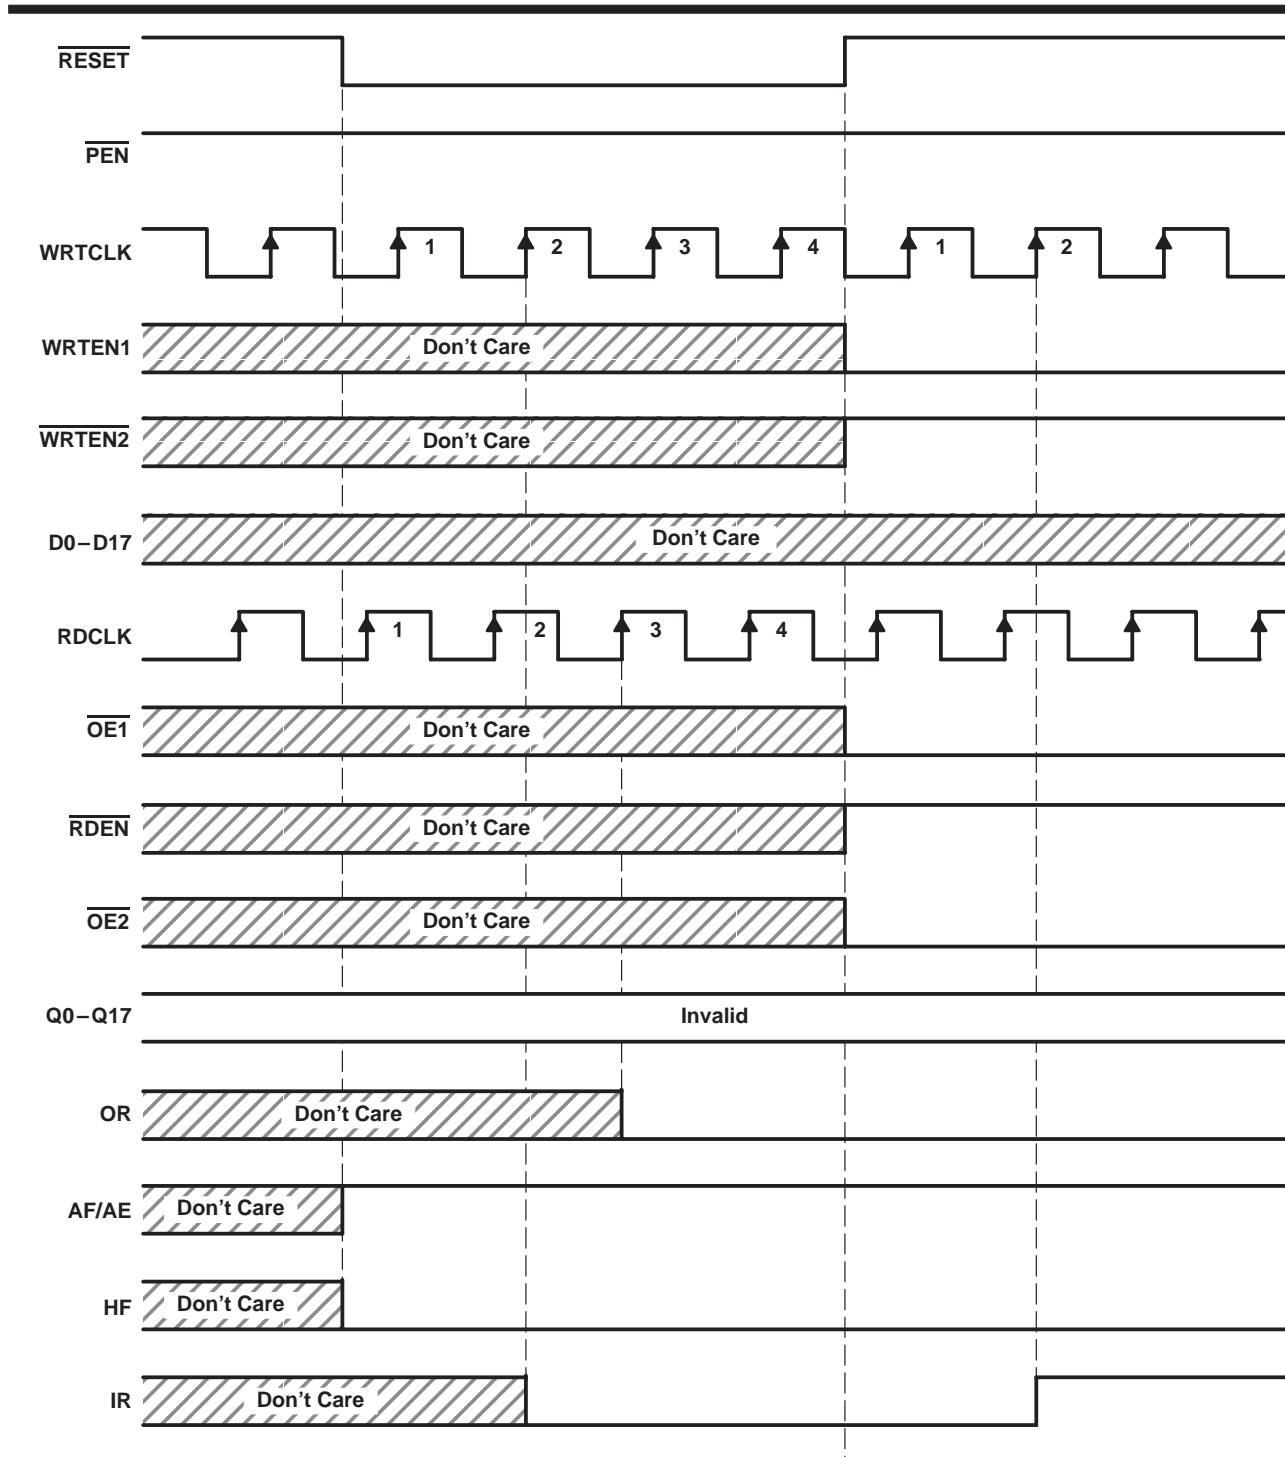 RESET
PEN
WRTCLK 1 2 3 4 1 2
WRTEN1 Don't Care
WRTEN2 Don't Care
D0–D17 Don't Care
RDCLK 1 2 3 4
OE1 Don't Care
RDEN Don't Care
OE2 Don't Care
Q0–Q17 Invalid
OR Don't Care
AF/AE Don't Care
HF Don't Care
IR Don't Care